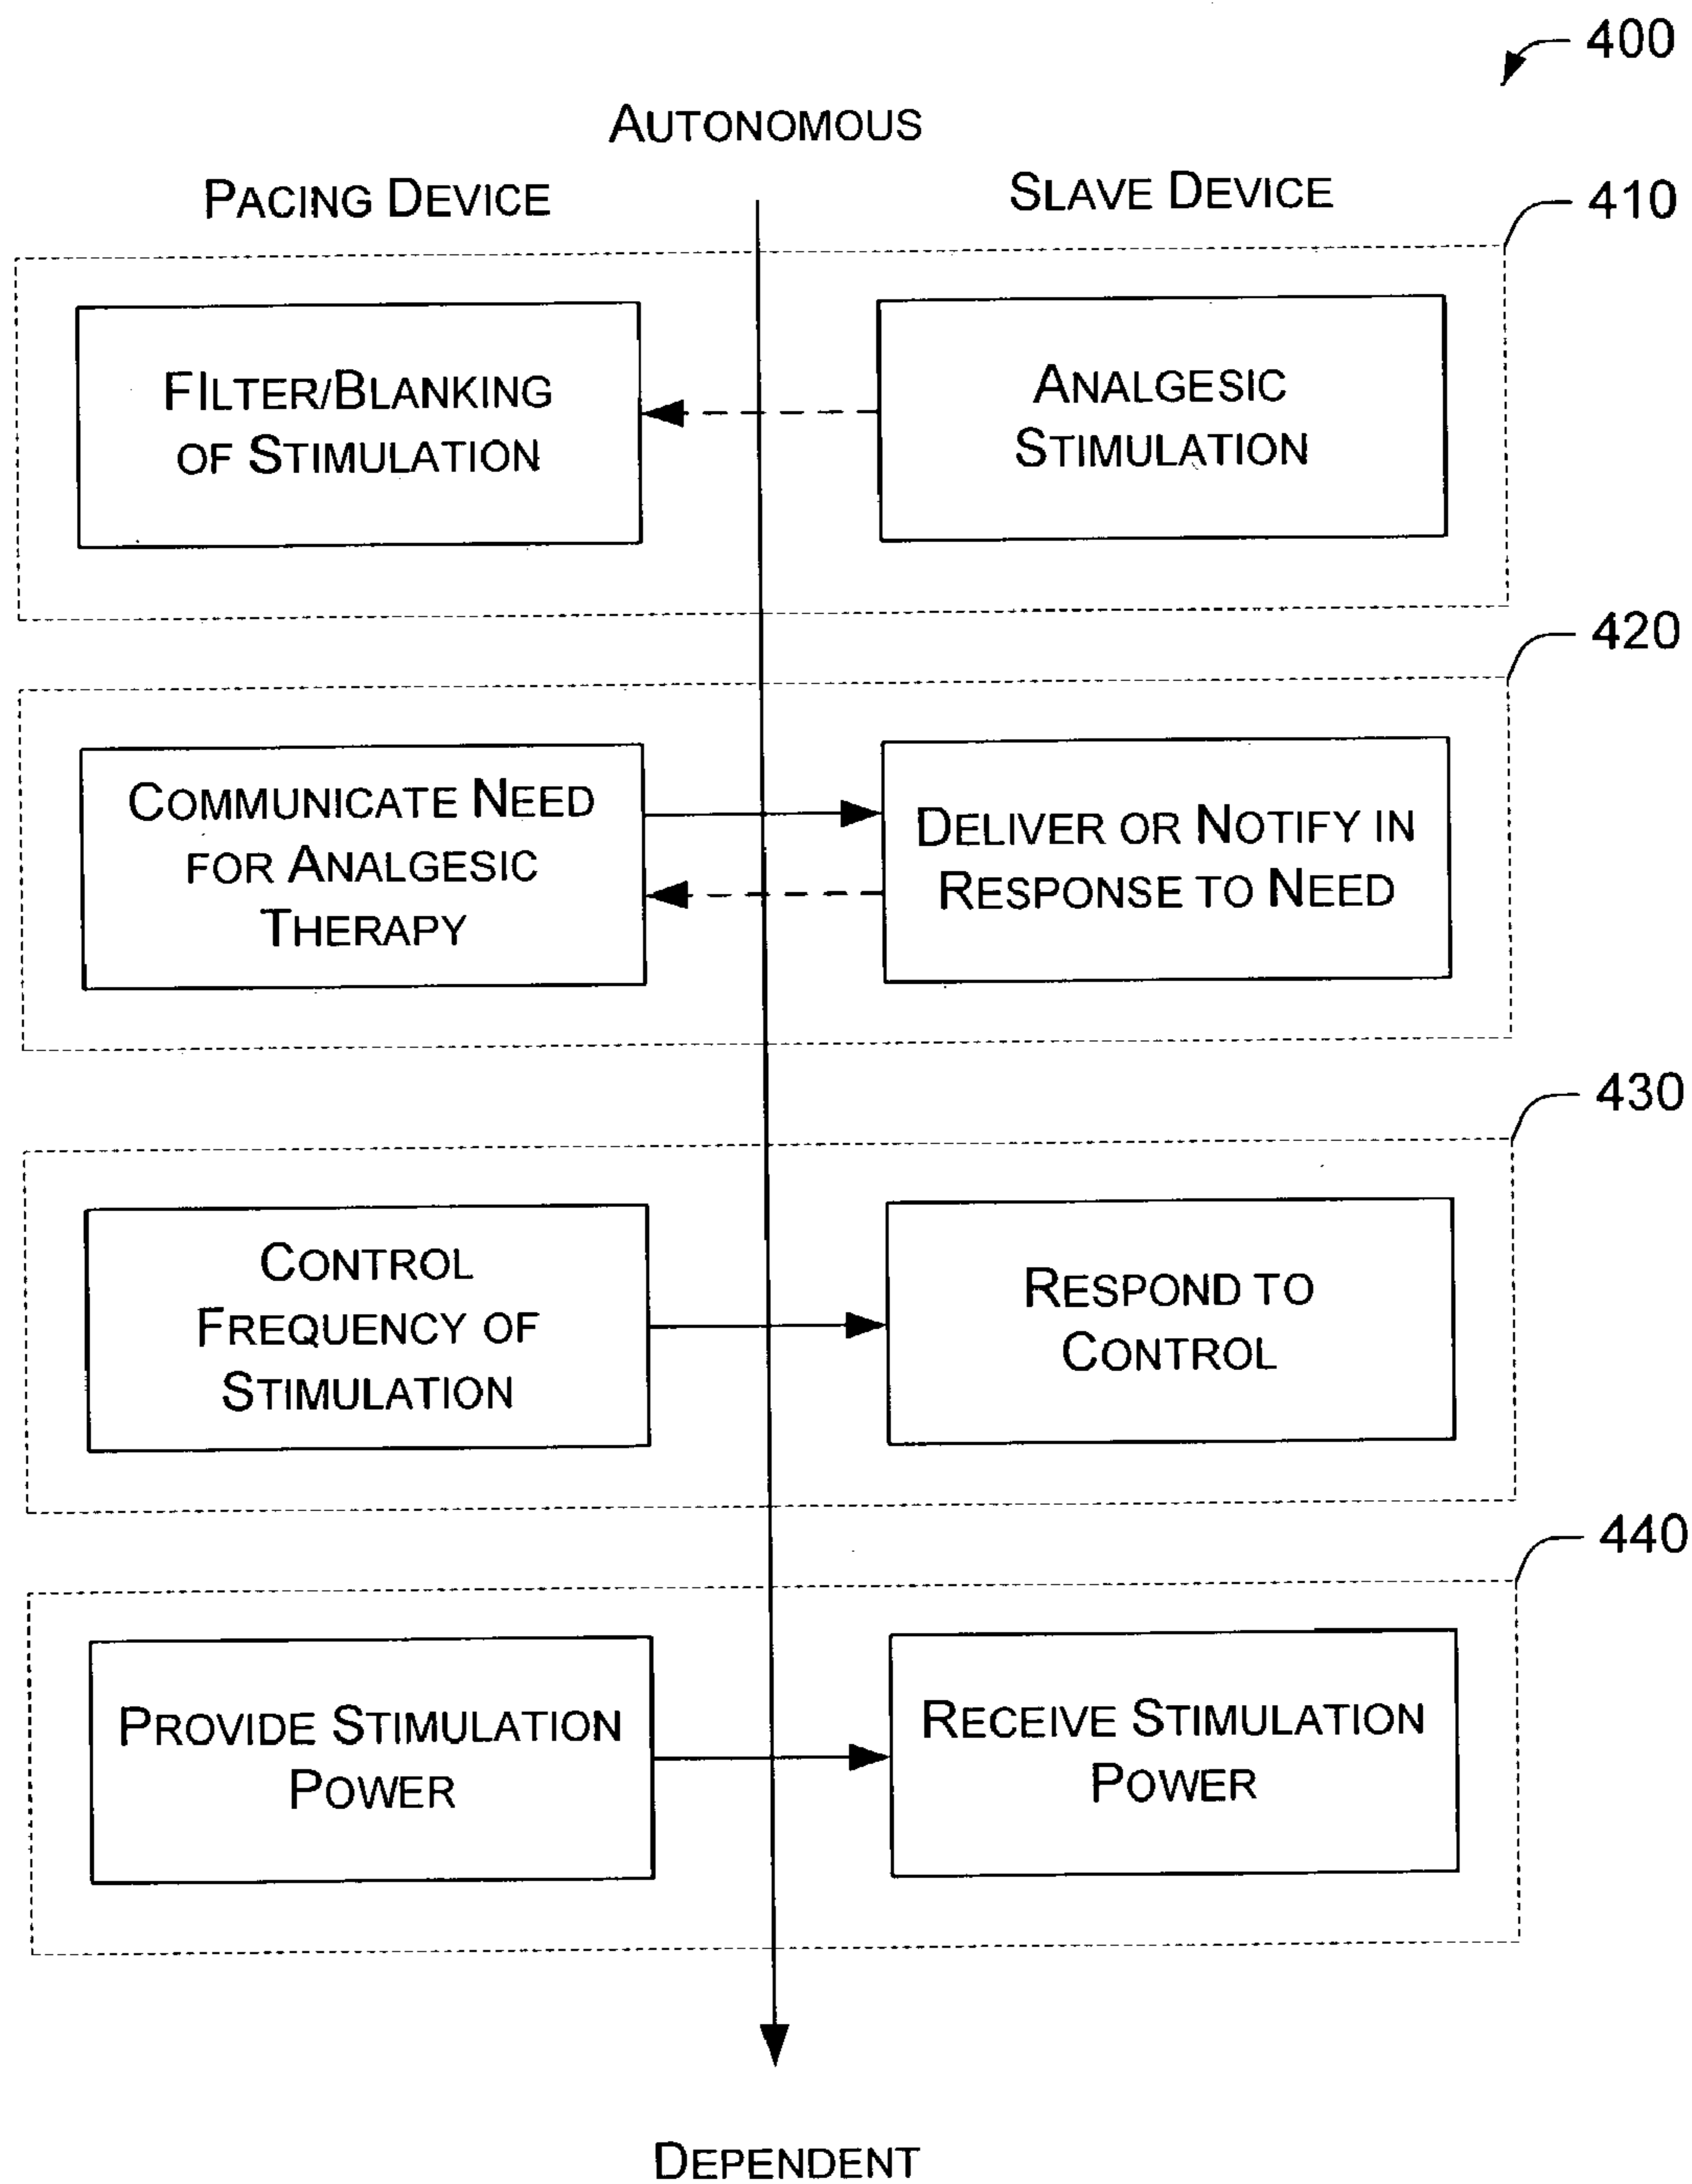 400
AUTONOMOUS
PACING DEVICE
SLAVE DEVICE
410
FILTER/BLANKING
OF STIMULATION
ANALGESIC
STIMULATION
420
COMMUNICATE NEED
FOR ANALGESIC
THERAPY
DELIVER OR NOTIFY IN
RESPONSE TO NEED
430
CONTROL
FREQUENCY OF
STIMULATION
RESPOND TO
CONTROL
440
PROVIDE STIMULATION
POWER
RECEIVE STIMULATION
POWER
DEPENDENT